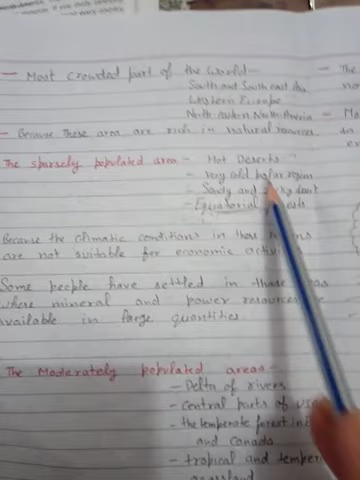 - Most crowded part of the World-
South and South east Asia
Western Europe
North Eastern North America
- Because these area are rich in natural resources.
The sparsely populated area - Hot Deserts
- very cold polar region
- Sandy and
- Equatorial
Because the climatic conditions in these
are not suitable for economic
Some people have settled in these
where mineral and power resources
available in large quantities.
The Moderately populated areas-
- Delta of rivers
- Central parts of
- the temperate forest in
and Canada
- tropical and
grassland
- The